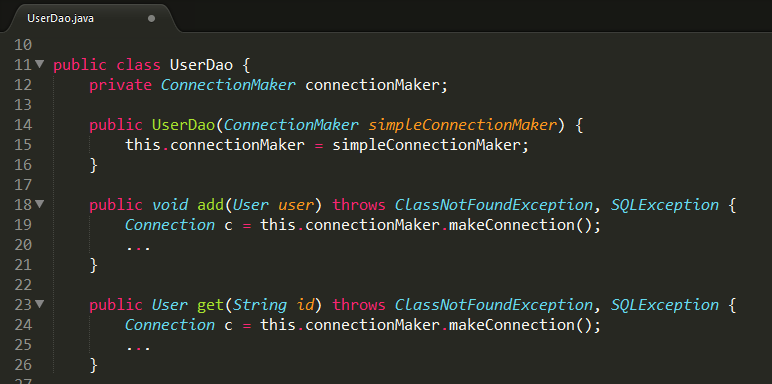 UserDao.java
10
11 public class UserDao {
12 private ConnectionMaker connectionMaker;
13
14 public UserDao(ConnectionMaker simpleConnectionMaker) {
15 this.connectionMaker = simpleConnectionMaker;
16 }
17
18 public void add(User user) throws ClassNotFoundException, SQLException {
19 Connection c = this.connectionMaker.makeConnection();
20 ...
21 }
22
23 public User get(String id) throws ClassNotFoundException, SQLException {
24 Connection c = this.connectionMaker.makeConnection();
25 ...
26 }
27